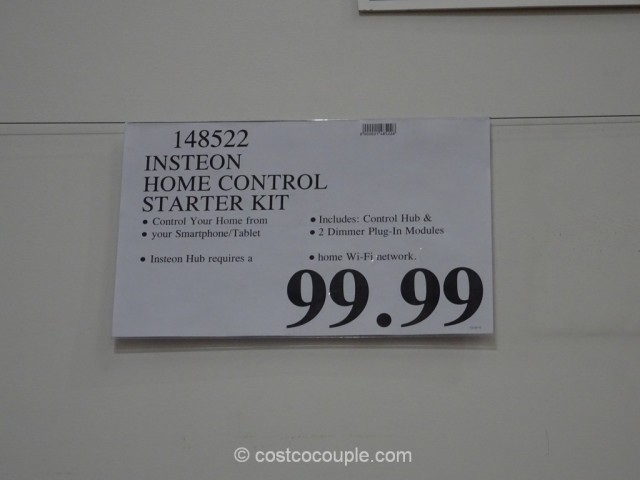 148522
INSTEON
HOME CONTROL
STARTER KIT
• Control Your Home from
• your Smartphone/Tablet
• Insteon Hub requires a
• Includes: Control Hub &
• 2 Dimmer Plug-In Modules
• home Wi-Fi network.
99.99
© costcocouple.com